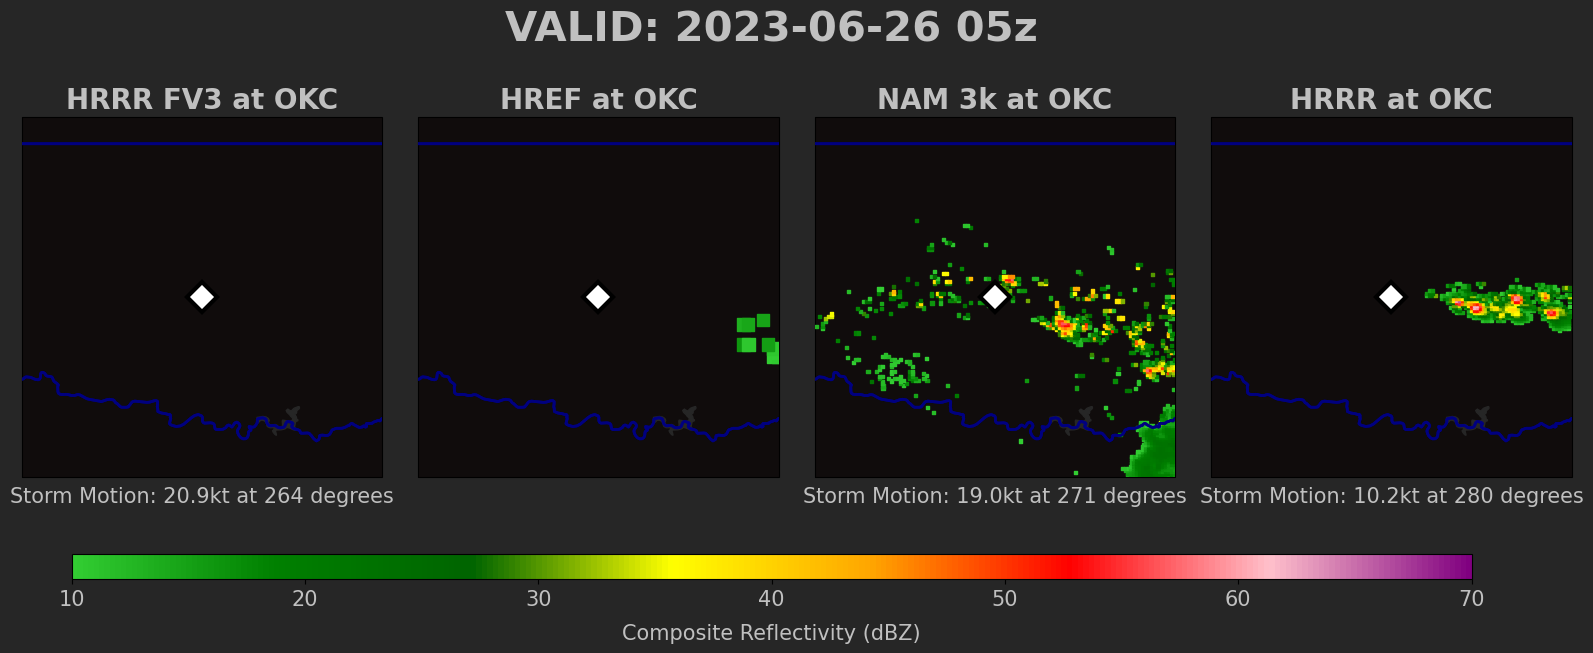 VALID: 2023-06-26 05z
HRRR FV3 at OKC
HREF at OKC
NAM 3k at OKC
HRRR at OKC
Storm Motion: 20.9kt at 264 degrees
Storm Motion: 19.0kt at 271 degrees
Storm Motion: 10.2kt at 280 degrees
10 20 30 40 50 60 70
Composite Reflectivity (dBZ)